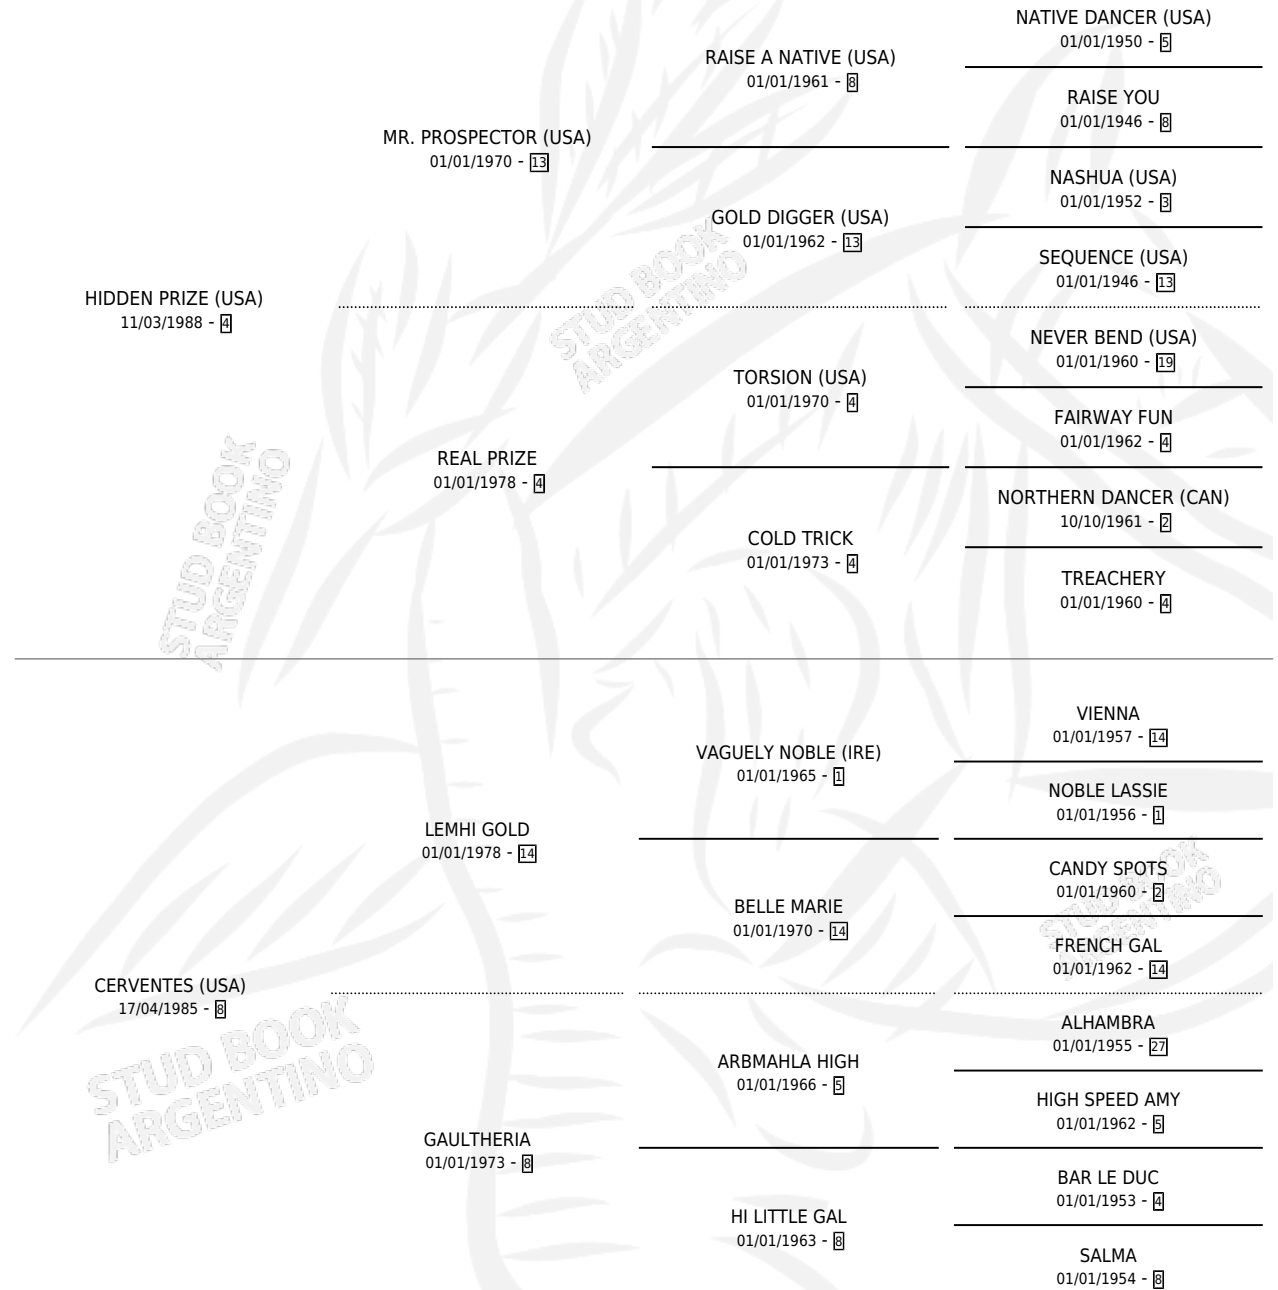 NATIVE DANCER (USA)
01/01/1950 - 5
RAISE A NATIVE (USA)
01/01/1961 - 8
RAISE YOU
01/01/1946 - 8
MR. PROSPECTOR (USA)
01/01/1970 - 13
NASHUA (USA)
01/01/1952 - 3
GOLD DIGGER (USA)
01/01/1962 - 13
SEQUENCE (USA)
01/01/1946 - 13
HIDDEN PRIZE (USA)
11/03/1988 - 4
STUD BOOK
ARGENTINO
NEVER BEND (USA)
01/01/1960 - 19
TORSION (USA)
01/01/1970 - 4
FAIRWAY FUN
01/01/1962 - 4
REAL PRIZE
01/01/1978 - 4
NORTHERN DANCER (CAN)
10/10/1961 - 2
COLD TRICK
01/01/1973 - 4
TREACHERY
01/01/1960 - 4
STUD BOOK
ARGENTINO
VIENNA
01/01/1957 - 14
VAGUELY NOBLE (IRE)
01/01/1965 - 1
NOBLE LASSIE
01/01/1956 - 1
LEMHI GOLD
01/01/1978 - 14
CANDY SPOTS
01/01/1960 - 2
BELLE MARIE
01/01/1970 - 14
STUD BOOK
ARGENTINO
FRENCH GAL
01/01/1962 - 14
CERVENTES (USA)
17/04/1985 - 8
STUD BOOK
ARGENTINO
ALHAMBRA
01/01/1955 - 27
ARBMAHLA HIGH
01/01/1966 - 5
HIGH SPEED AMY
01/01/1962 - 5
GAULTHERIA
01/01/1973 - 8
BAR LE DUC
01/01/1953 - 4
HI LITTLE GAL
01/01/1963 - 8
SALMA
01/01/1954 - 8